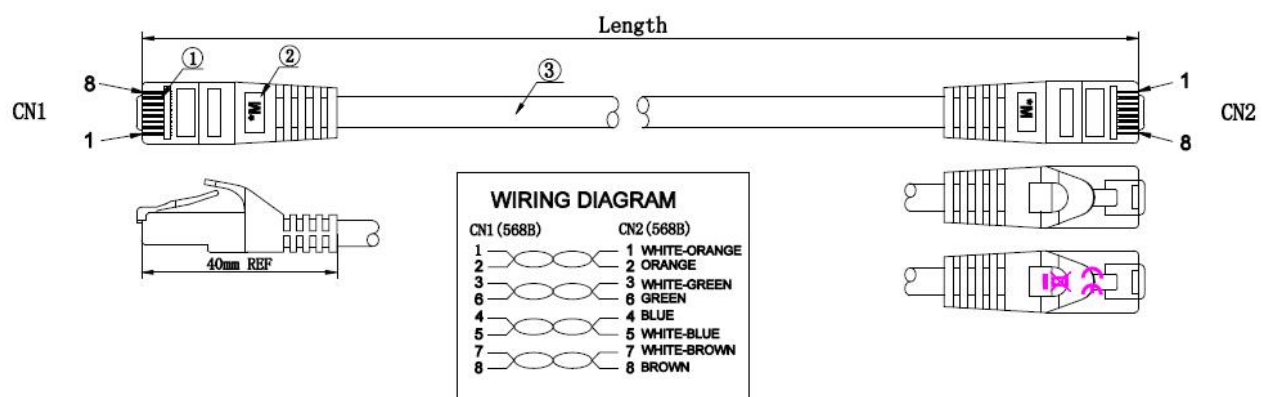 Length
① ② ③
8 1
CN1 *M *M CN2
1 8
40mm REF
WIRING DIAGRAM
CN1(568B) CN2(568B)
1 1 WHITE-ORANGE
2 2 ORANGE
3 3 WHITE-GREEN
6 6 GREEN
4 4 BLUE
5 5 WHITE-BLUE
7 7 WHITE-BROWN
8 8 BROWN
CE